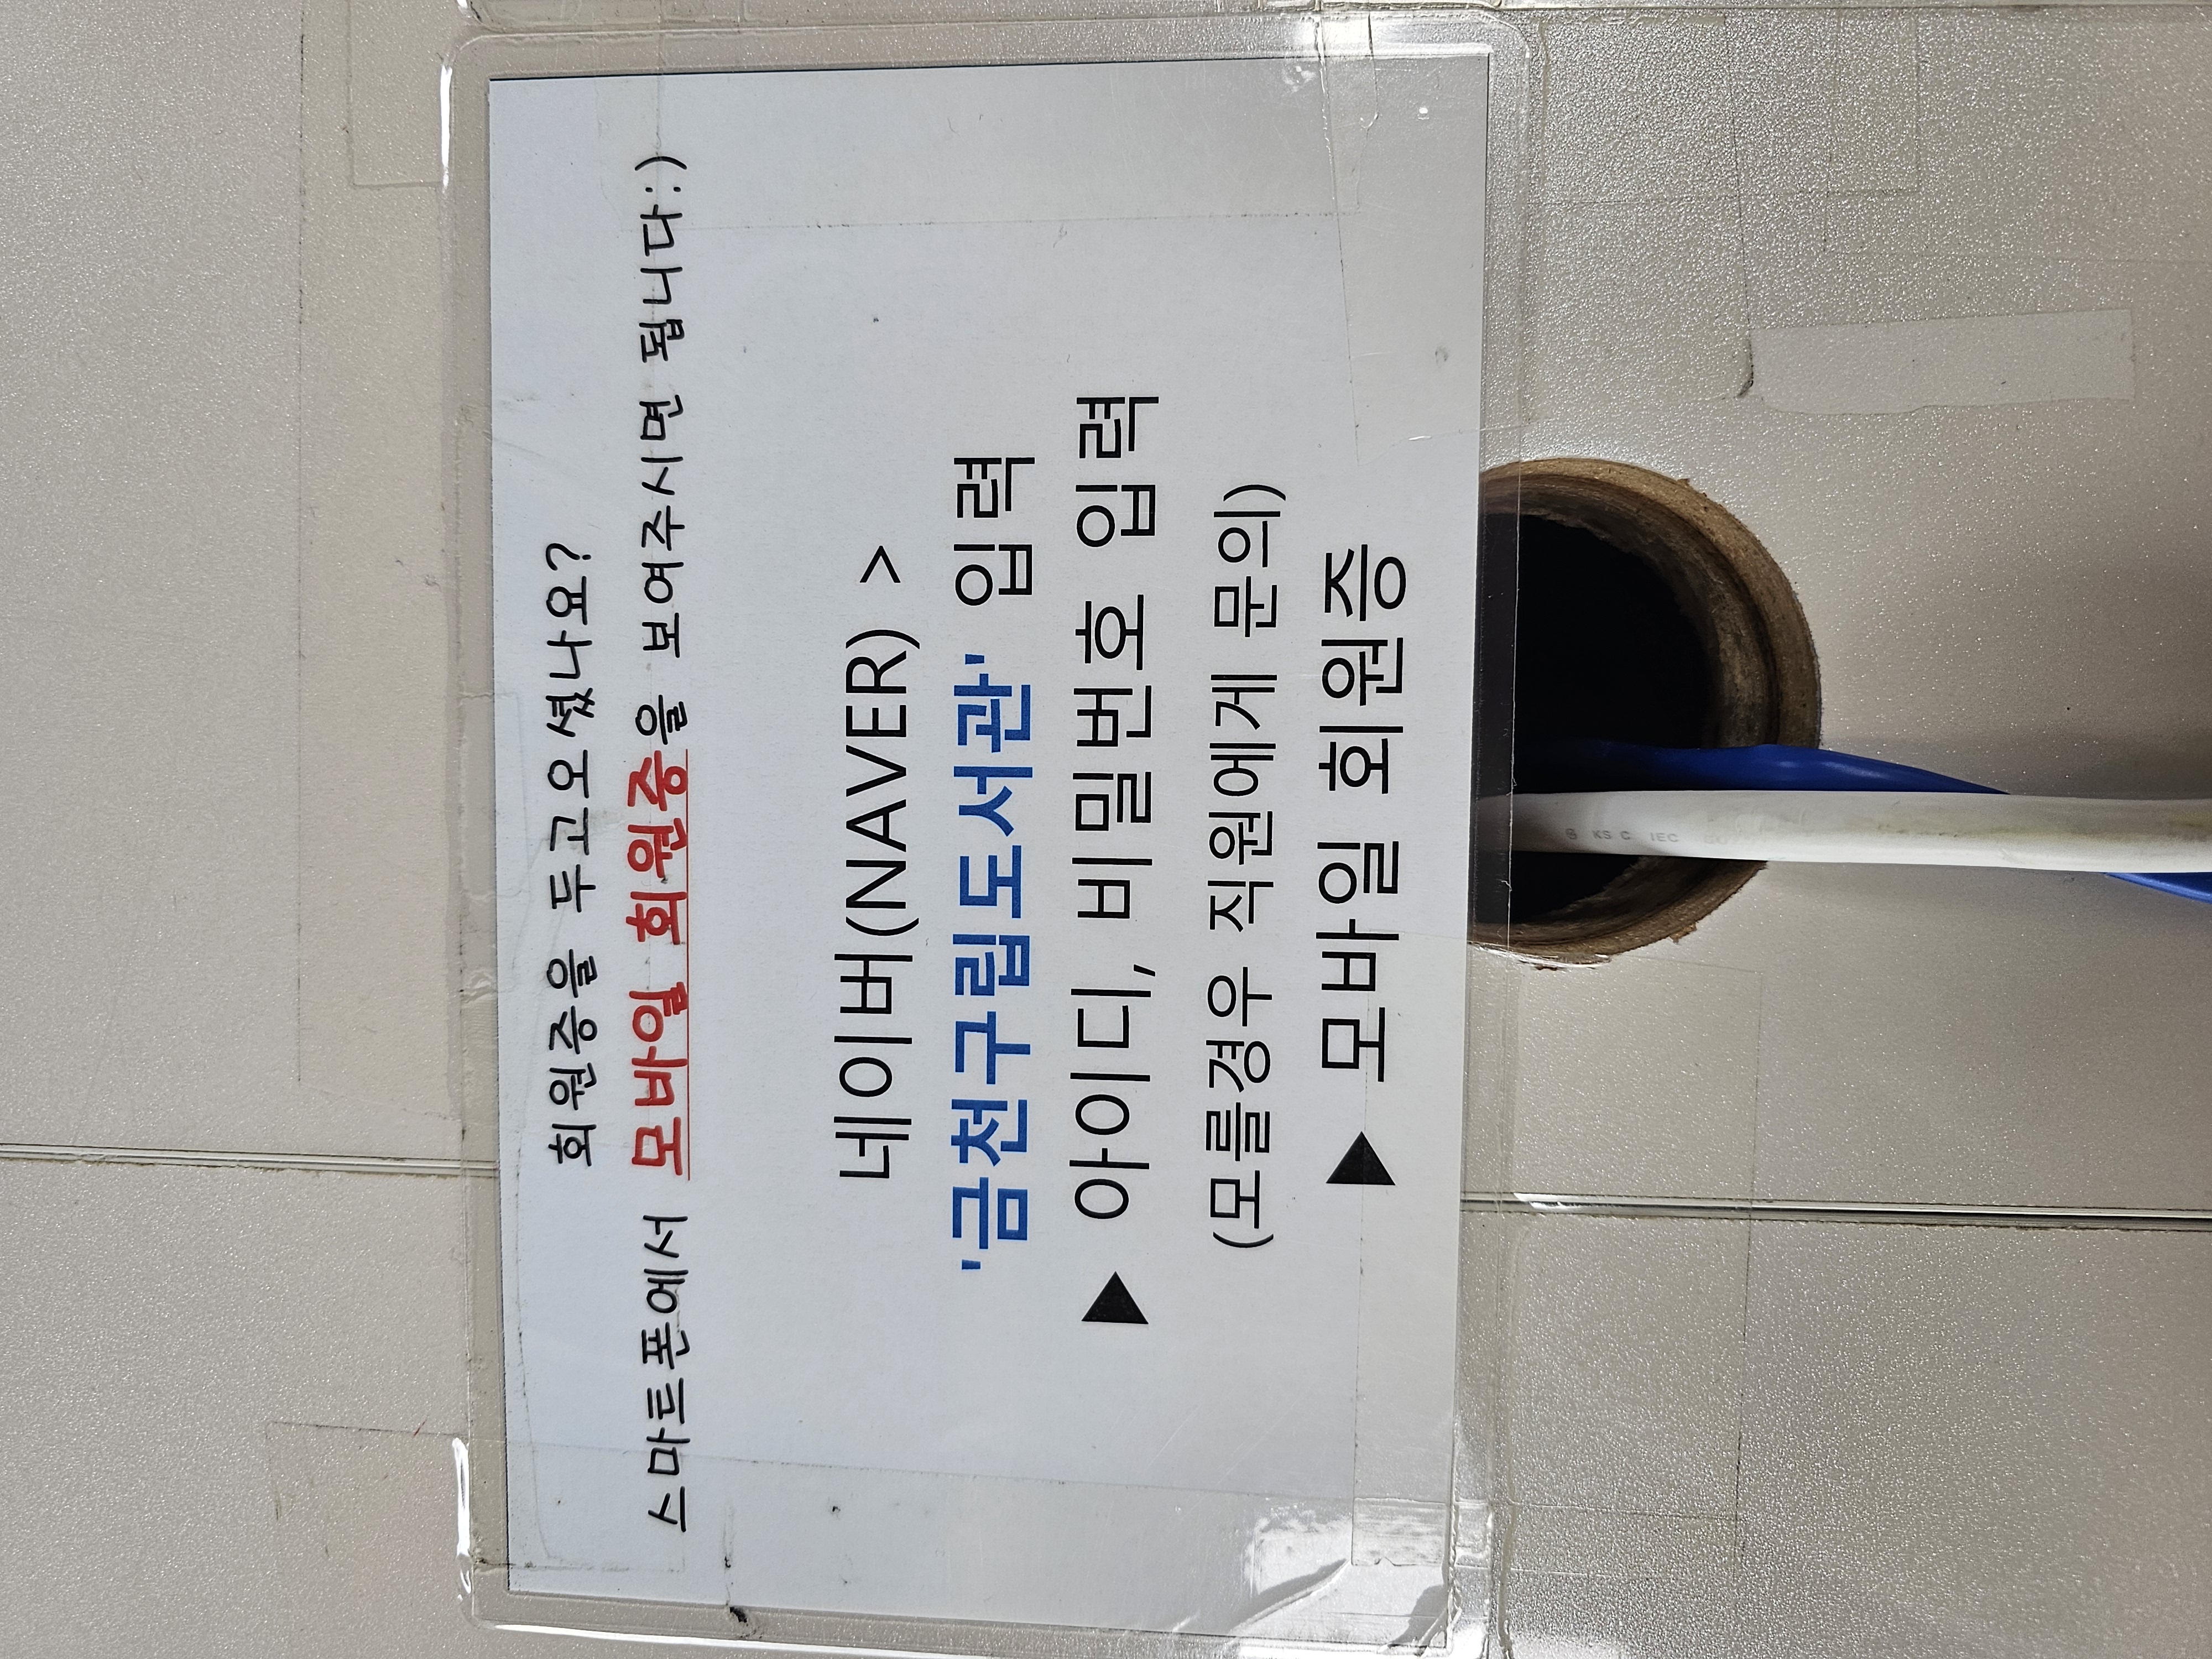 회원증을 두고오셨나요?
스마트폰에서 모바일 회원증을 보여주시면 됩니다:)
네이버(NAVER) >
'금천구립도서관' 입력
▶ 아이디, 비밀번호 입력
(모를경우 직원에게 문의)
▶ 모바일 회원증
KS C IEC